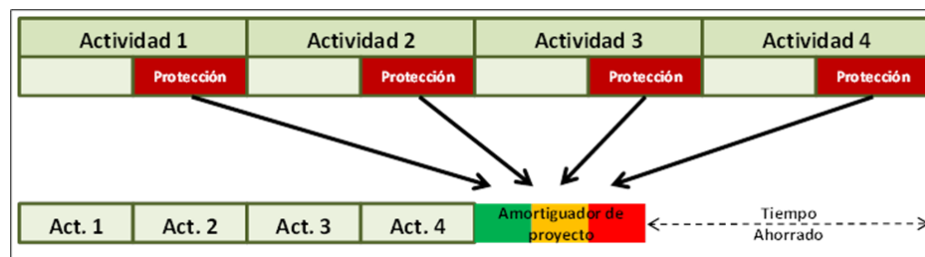 Actividad 1 Actividad 2 Actividad 3 Actividad 4
Protección Protección Protección Protección
Act. 1 Act. 2 Act. 3 Act. 4
Amortiguador de
proyecto
Tiempo
Ahorrado